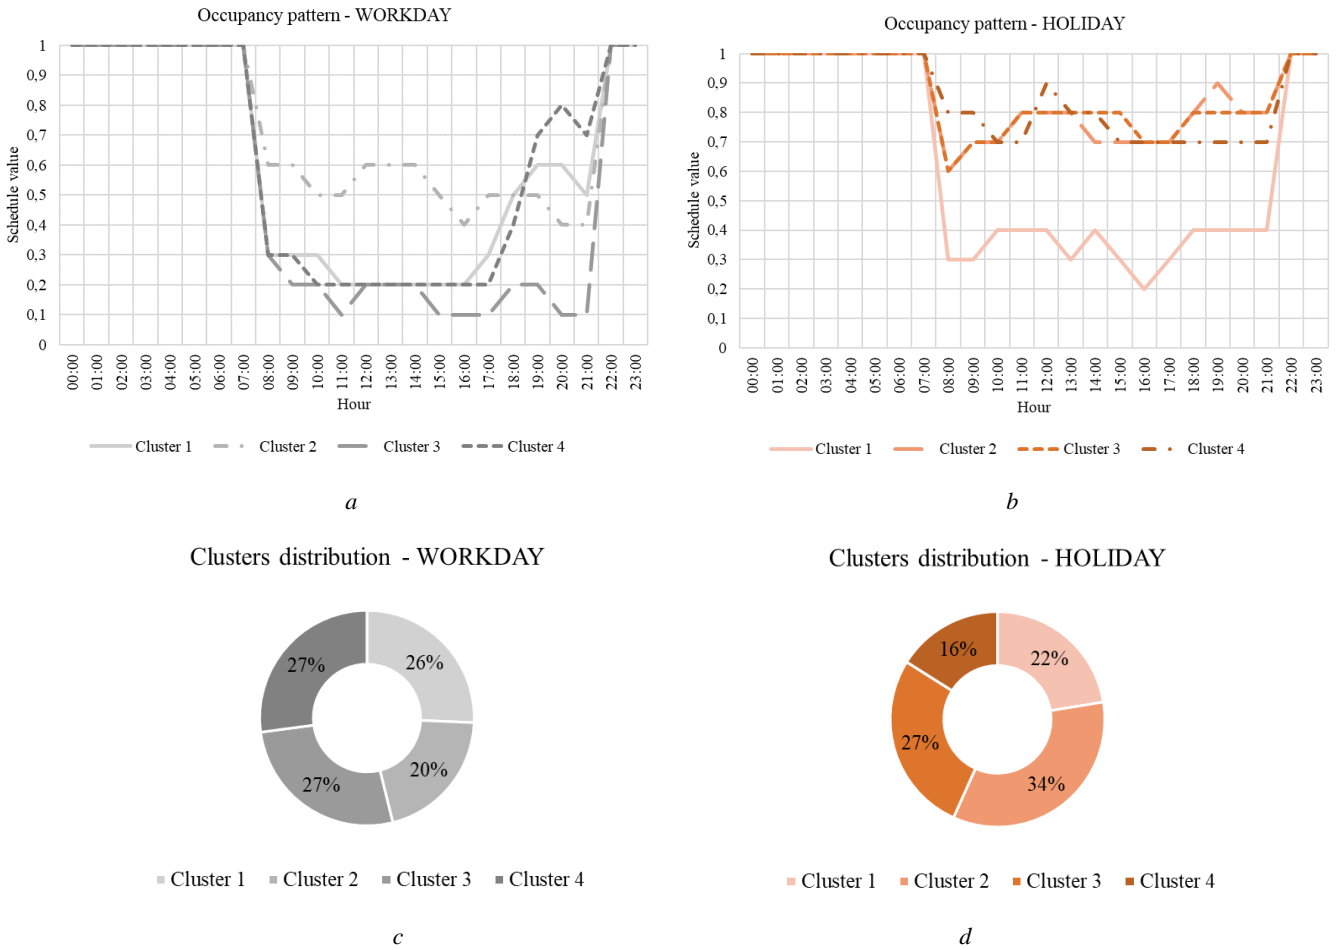 Occupancy pattern - WORKDAY
Schedule value
1
0,9
0,8
0,7
0,6
0,5
0,4
0,3
0,2
0,1
0
00:00 01:00 02:00 03:00 04:00 05:00 06:00 07:00 08:00 09:00 10:00 11:00 12:00 13:00 14:00 15:00 16:00 17:00 18:00 19:00 20:00 21:00 22:00 23:00
Hour
Cluster 1 Cluster 2 Cluster 3 Cluster 4
a
Occupancy pattern - HOLIDAY
Schedule value
1
0,9
0,8
0,7
0,6
0,5
0,4
0,3
0,2
0,1
0
00:00 01:00 02:00 03:00 04:00 05:00 06:00 07:00 08:00 09:00 10:00 11:00 12:00 13:00 14:00 15:00 16:00 17:00 18:00 19:00 20:00 21:00 22:00 23:00
Hour
Cluster 1 Cluster 2 Cluster 3 Cluster 4
b
Clusters distribution - WORKDAY
27% 26%
27% 20%
Cluster 1 Cluster 2 Cluster 3 Cluster 4
c
Clusters distribution - HOLIDAY
16% 22%
27% 34%
Cluster 1 Cluster 2 Cluster 3 Cluster 4
d